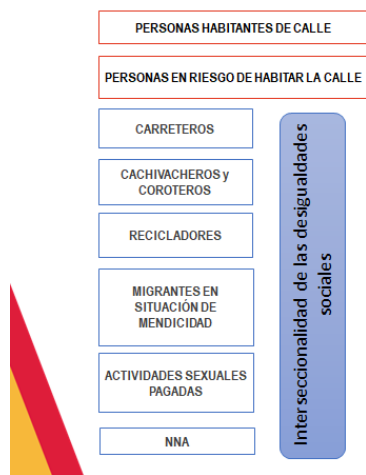 PERSONAS HABITANTES DE CALLE
PERSONAS EN RIESGO DE HABITAR LA CALLE
CARRETEROS
CACHIVACHEROS y
COROTEROS
RECICLADORES
MIGRANTES EN
SITUACIÓN DE
MENDICIDAD
ACTIVIDADES SEXUALES
PAGADAS
NNA
Interseccionalidad de las desigualdades
sociales